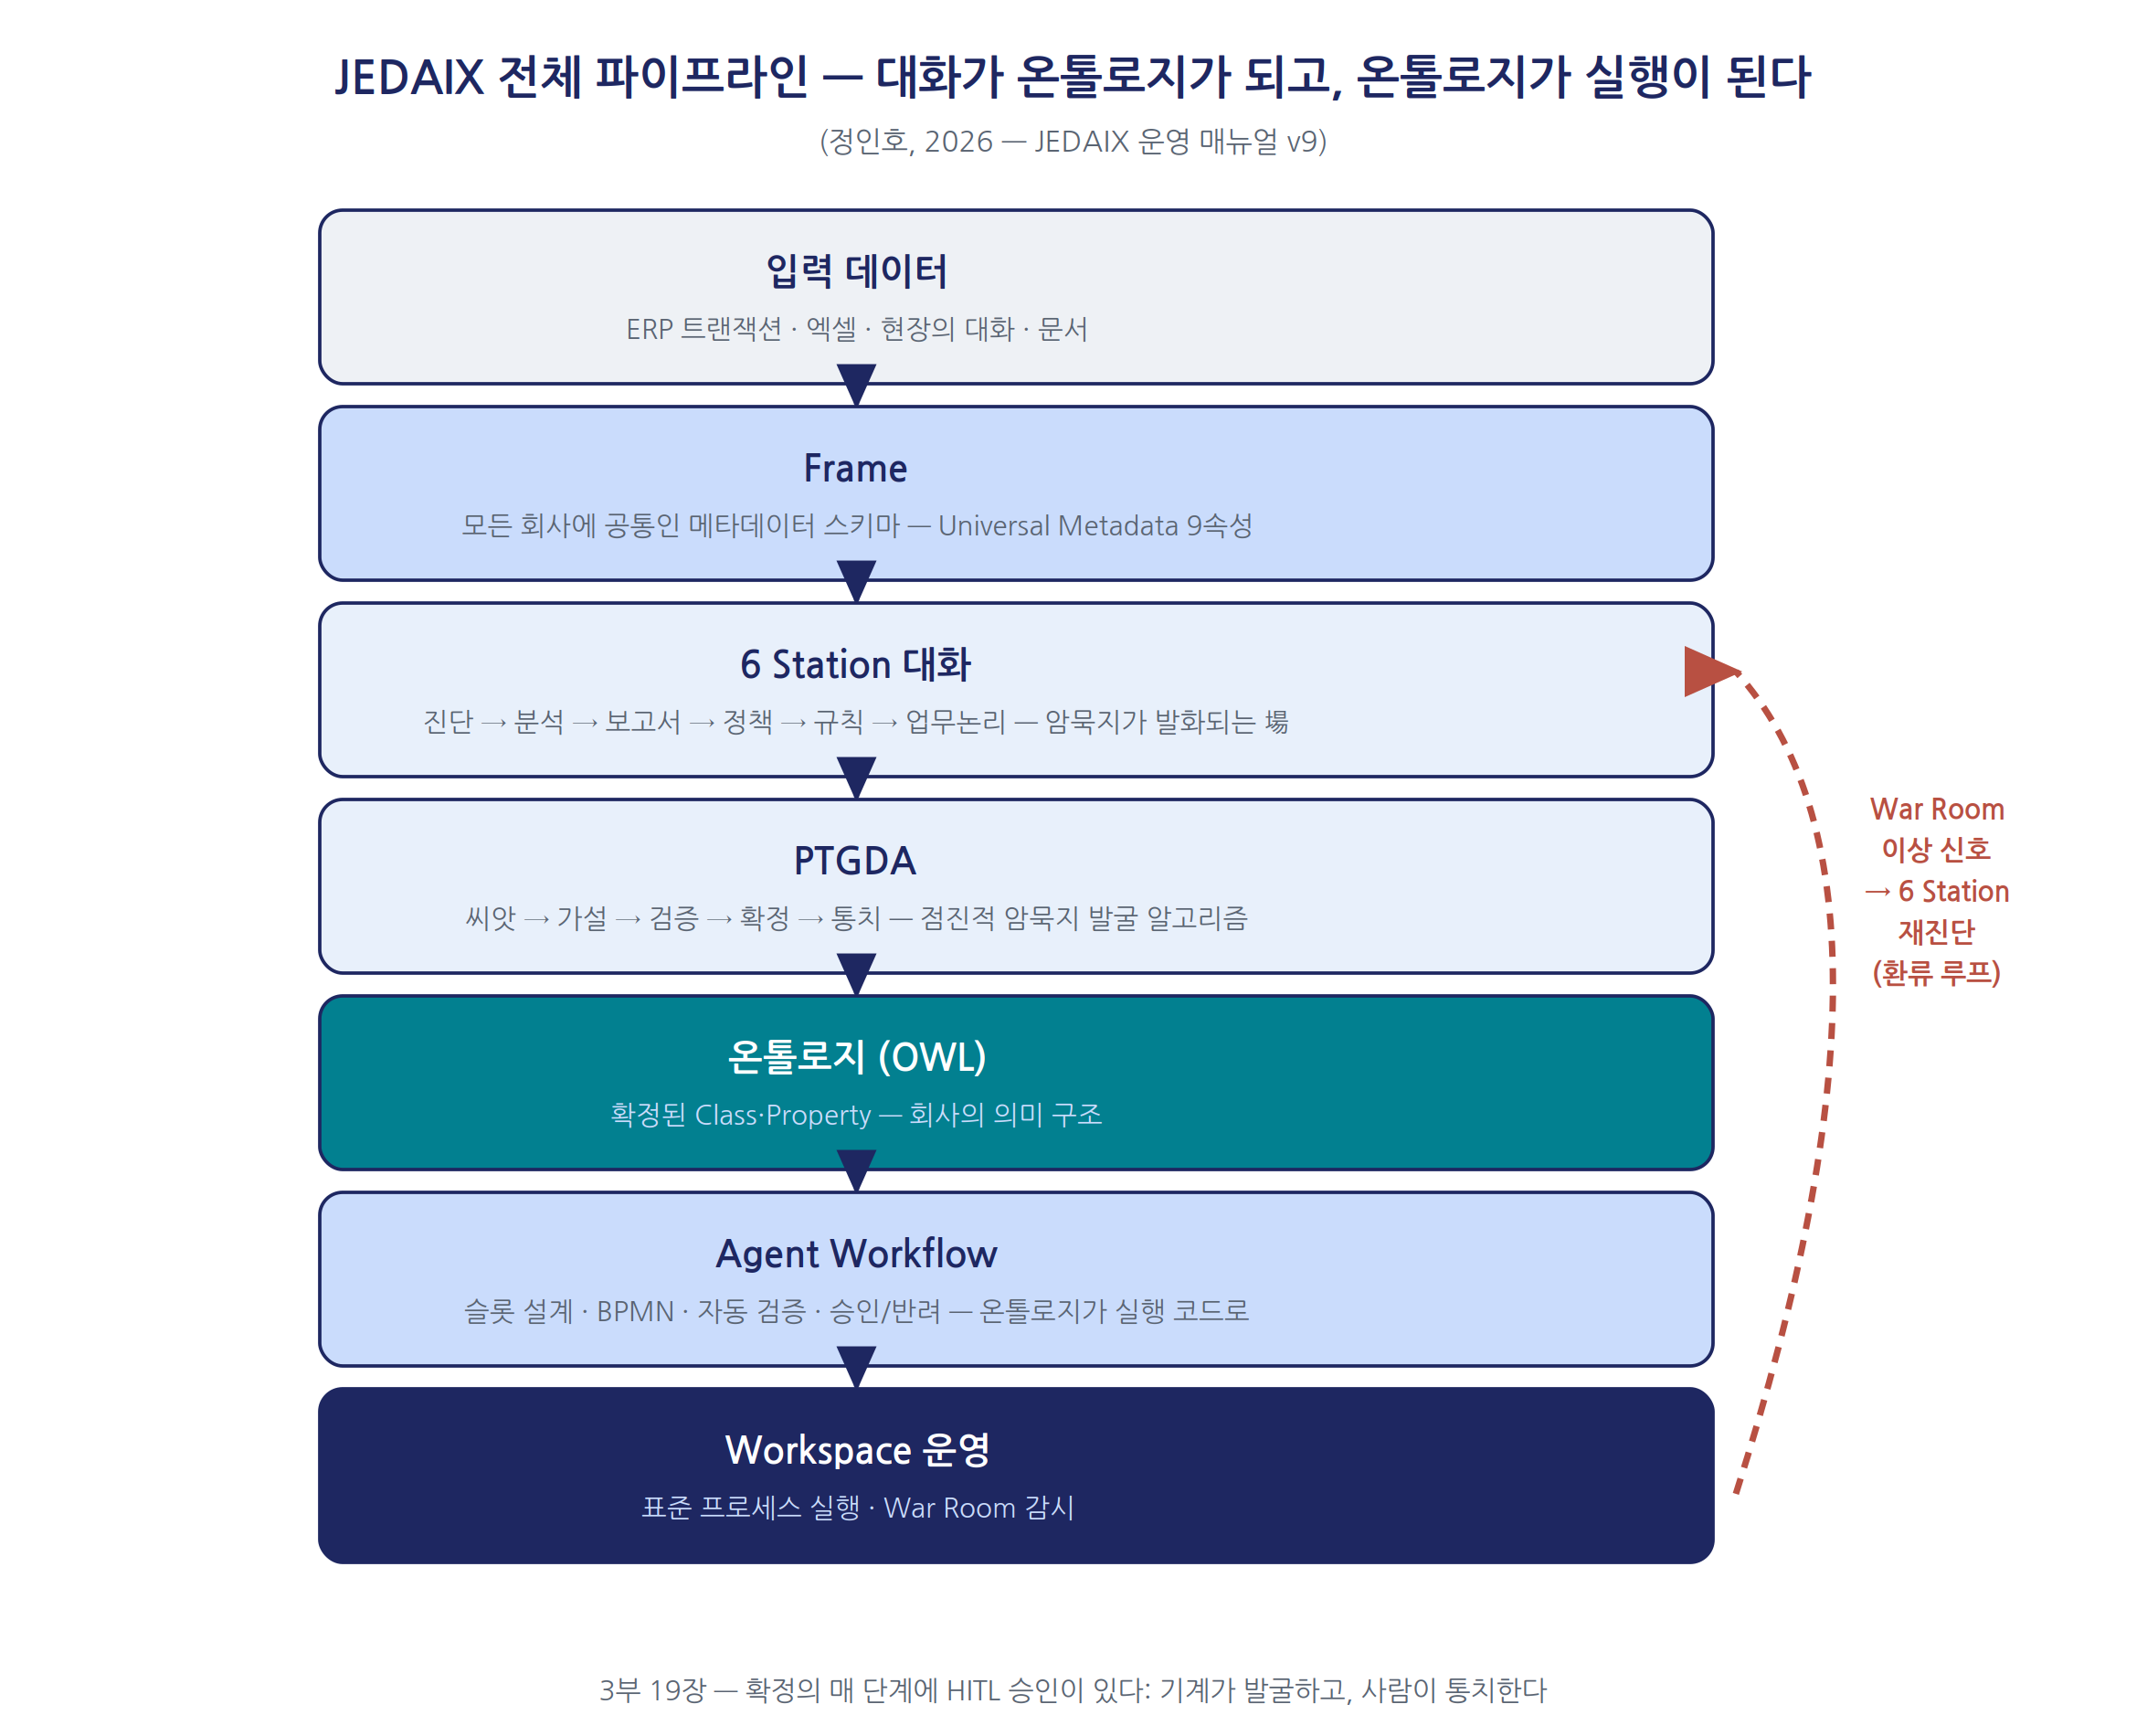 JEDAIX 전체 파이프라인 — 대화가 온톨로지가 되고, 온톨로지가 실행이 된다
(정인호, 2026 — JEDAIX 운영 매뉴얼 v9)
입력 데이터
ERP 트랜잭션 · 엑셀 · 현장의 대화 · 문서
Frame
모든 회사에 공통인 메타데이터 스키마 — Universal Metadata 9속성
6 Station 대화
진단 → 분석 → 보고서 → 정책 → 규칙 → 업무논리 — 암묵지가 발화되는 場
PTGDA
씨앗 → 가설 → 검증 → 확정 → 통치 — 점진적 암묵지 발굴 알고리즘
온톨로지 (OWL)
확정된 Class·Property — 회사의 의미 구조
Agent Workflow
슬롯 설계 · BPMN · 자동 검증 · 승인/반려 — 온톨로지가 실행 코드로
Workspace 운영
표준 프로세스 실행 · War Room 감시
War Room
이상 신호
→ 6 Station
재진단
(환류 루프)
3부 19장 — 확정의 매 단계에 HITL 승인이 있다: 기계가 발굴하고, 사람이 통치한다